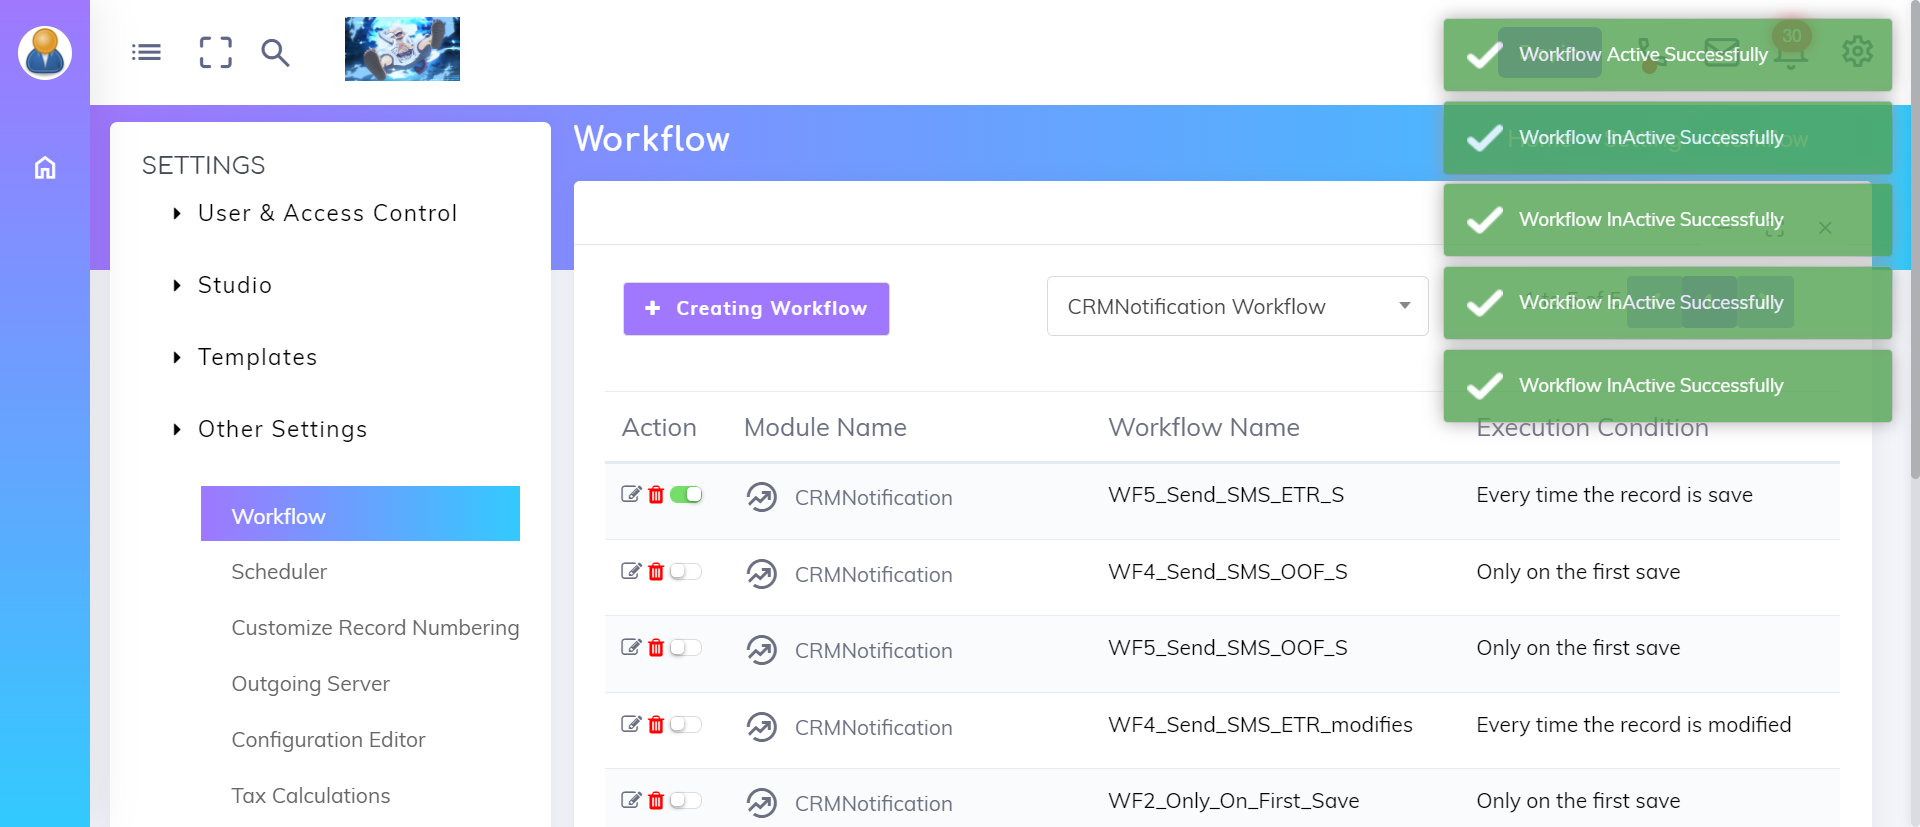 30
Workflow Active Successfully
Workflow InActive Successfully
Workflow InActive Successfully
Workflow InActive Successfully
Workflow InActive Successfully
SETTINGS
User & Access Control
Studio
Templates
Other Settings
Workflow
Scheduler
Customize Record Numbering
Outgoing Server
Configuration Editor
Tax Calculations
Workflow
Creating Workflow
CRMNotification Workflow
Action Module Name Workflow Name Execution Condition
CRMNotification WF5_Send_SMS_ETR_S Every time the record is save
CRMNotification WF4_Send_SMS_OOF_S Only on the first save
CRMNotification WF5_Send_SMS_OOF_S Only on the first save
CRMNotification WF4_Send_SMS_ETR_modifies Every time the record is modified
CRMNotification WF2_Only_On_First_Save Only on the first save